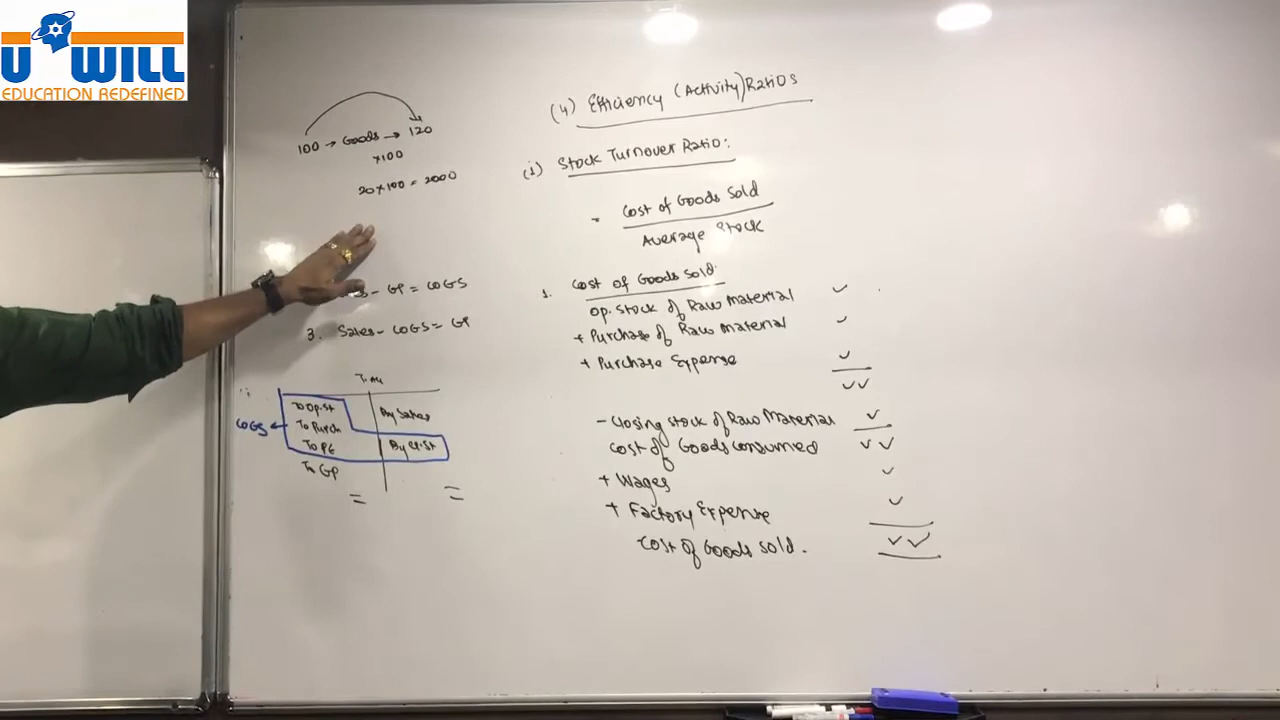 U WILL
EDUCATION REDEFINED
100 → Goods → 120
×100
20×100 = 2000
- GP = COGS
3. Sales - COGS = GP
To Op.st
To Purch
To PE
To GP
By Sales
By Cl.st
COGS
=
=
(4) Efficiency (Activity) Ratios
(i) Stock Turnover Ratio:
= Cost of Goods Sold
Average Stock
1. Cost of Goods Sold:
Op. Stock of Raw Material ✓
+ Purchase of Raw Material ✓
+ Purchase Expense ✓
✓✓
- Closing Stock of Raw Material ✓
Cost of Goods Consumed ✓✓
+ Wages ✓
+ Factory Expense ✓
Cost of Goods Sold. ✓✓